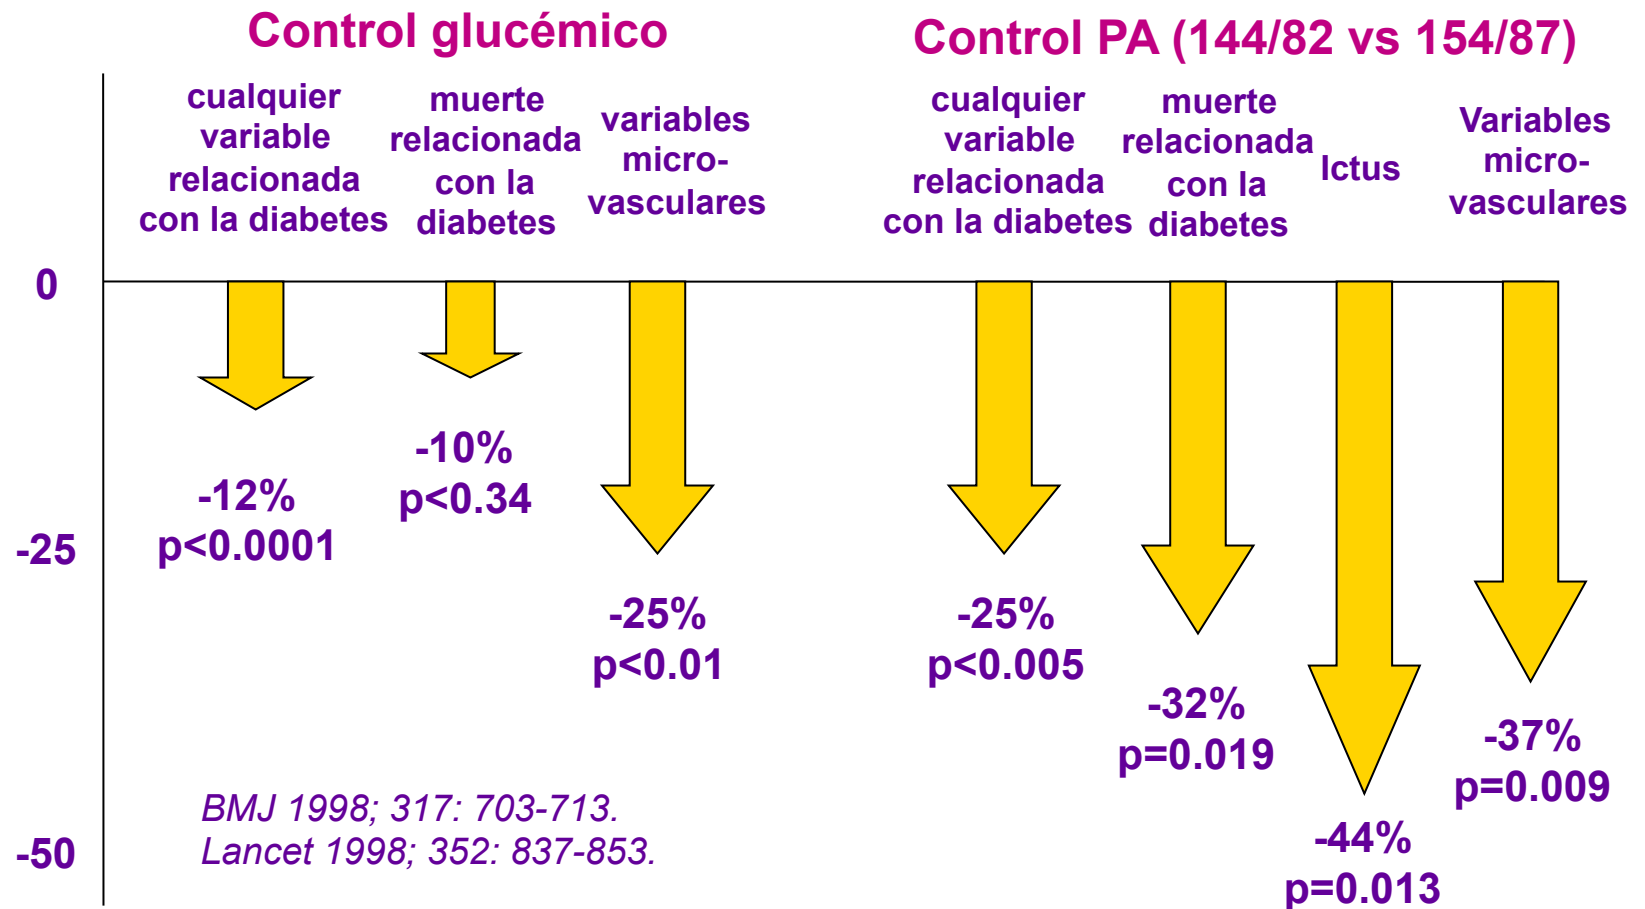 Control glucémico
cualquier
variable
relacionada
con la diabetes
muerte
relacionada
con la
diabetes
variables
micro-
vasculares
Control PA (144/82 vs 154/87)
cualquier
variable
relacionada
con la diabetes
muerte
relacionada
con la
diabetes
Ictus
Variables
micro-
vasculares
0
-25
-50
-12%
p<0.0001
-10%
p<0.34
-25%
p<0.01
-25%
p<0.005
-32%
p=0.019
-44%
p=0.013
-37%
p=0.009
BMJ 1998; 317: 703-713.
Lancet 1998; 352: 837-853.